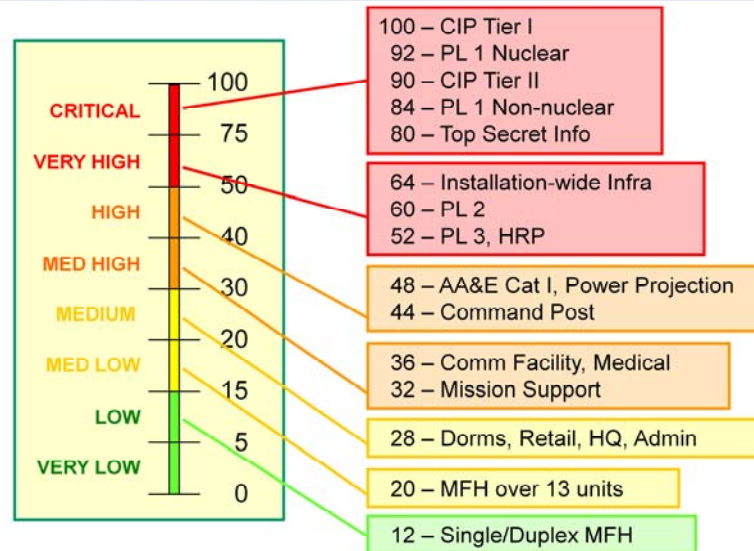 100
CRITICAL
75
VERY HIGH
50
HIGH
40
MED HIGH
30
MEDIUM
20
MED LOW
15
LOW
5
VERY LOW
0
100 – CIP Tier I
92 – PL 1 Nuclear
90 – CIP Tier II
84 – PL 1 Non-nuclear
80 – Top Secret Info
64 – Installation-wide Infra
60 – PL 2
52 – PL 3, HRP
48 – AA&E Cat I, Power Projection
44 – Command Post
36 – Comm Facility, Medical
32 – Mission Support
28 – Dorms, Retail, HQ, Admin
20 – MFH over 13 units
12 – Single/Duplex MFH